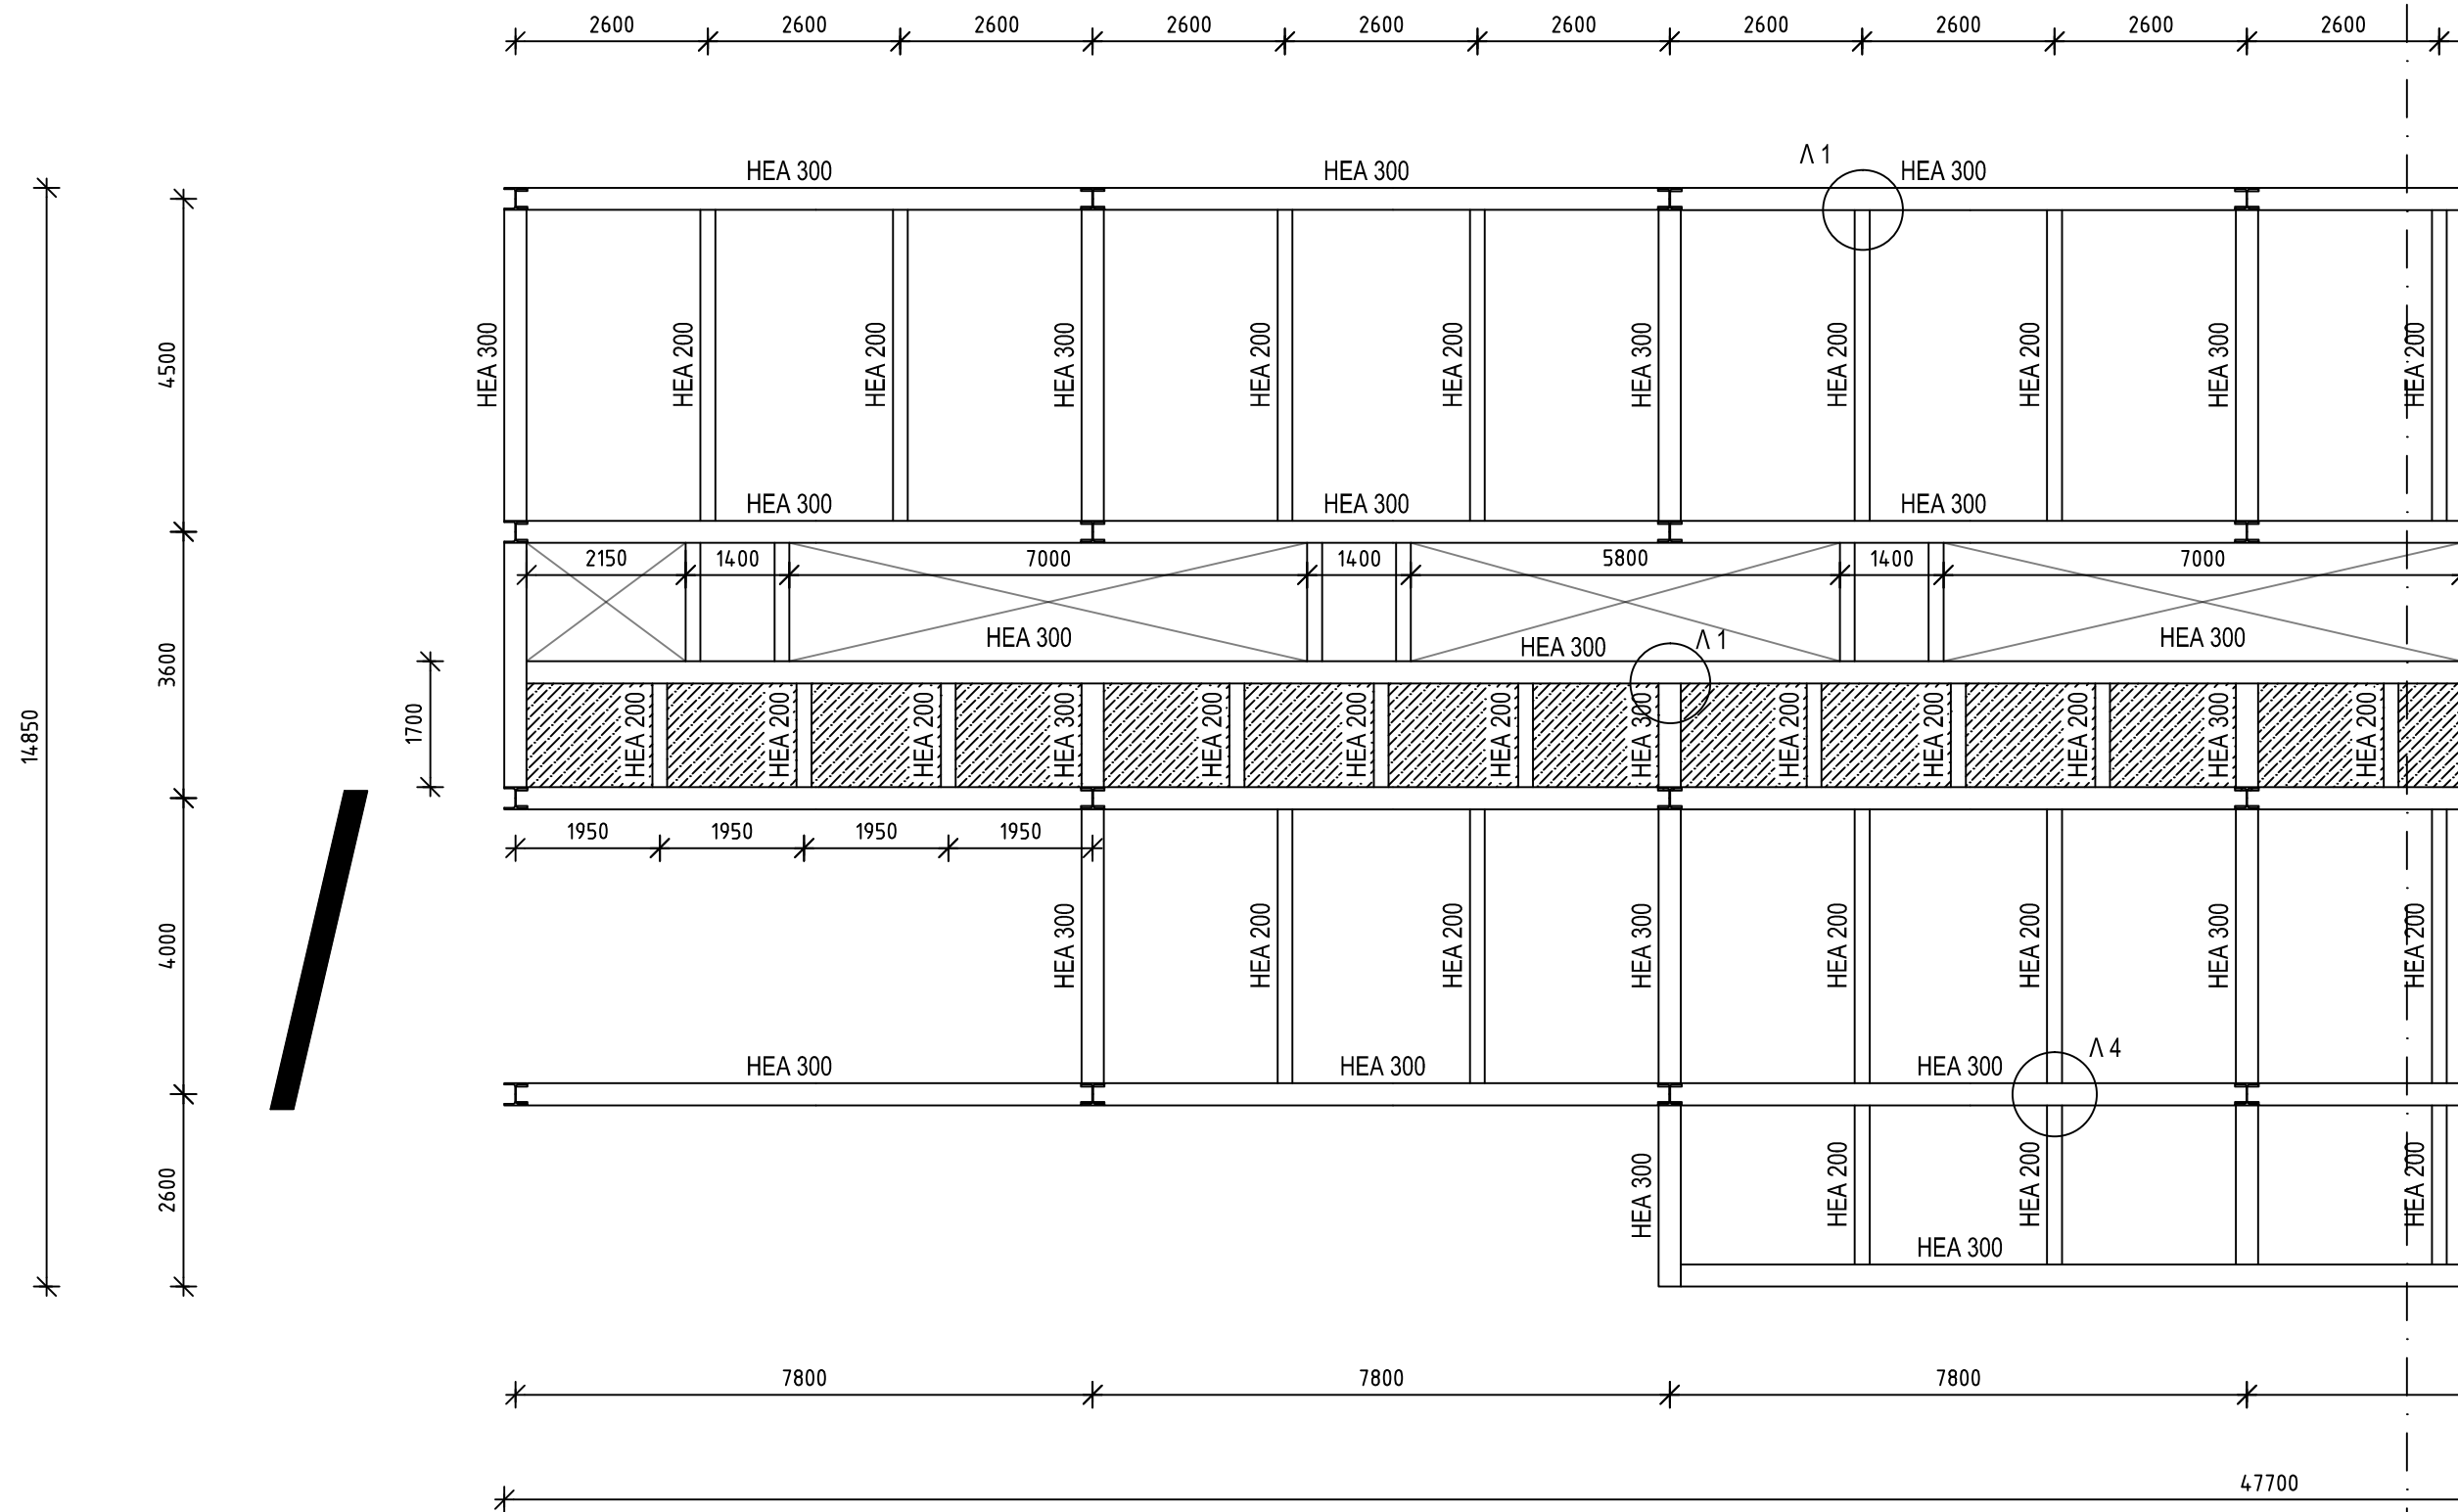 2600 2600 2600 2600 2600 2600 2600 2600 2600 2600
Λ 1
HEA 300 HEA 300 HEA 300
4500
HEA 300 HEA 200 HEA 200 HEA 300 HEA 200 HEA 200 HEA 300 HEA 200 HEA 200 HEA 300 HEA 200
HEA 300 HEA 300 HEA 300
2150 1400 7000 1400 5800 1400 7000
HEA 300 HEA 300 Λ 1 HEA 300
3600
14850
1700
HEA 200 HEA 200 HEA 200 HEA 300 HEA 200 HEA 200 HEA 200 HEA 300 HEA 200 HEA 200 HEA 200 HEA 300 HEA 200
1950 1950 1950 1950
4000
HEA 300 HEA 200 HEA 200 HEA 300 HEA 200 HEA 200 HEA 300 HEA 200
Λ 4
HEA 300 HEA 300 HEA 300
2600
HEA 300 HEA 200 HEA 200 HEA 200
HEA 300
7800 7800 7800
47700